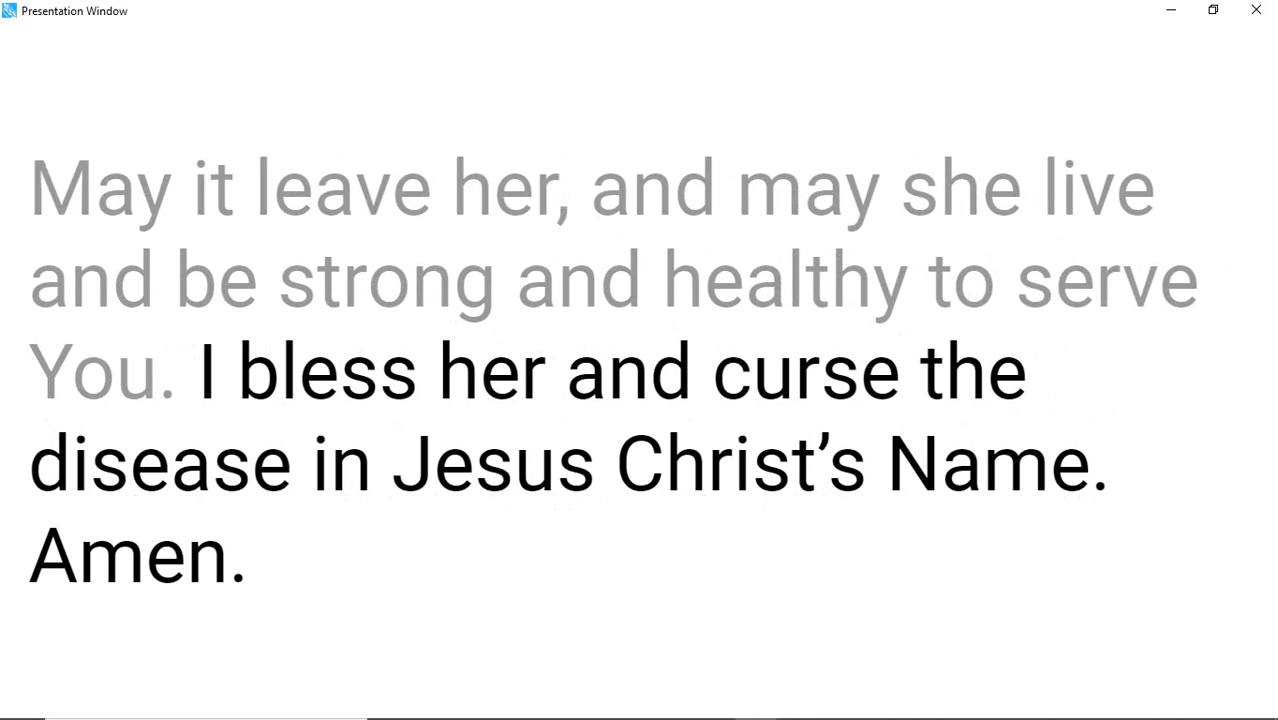 Presentation Window
May it leave her, and may she live
and be strong and healthy to serve
You. I bless her and curse the
disease in Jesus Christ’s Name.
Amen.